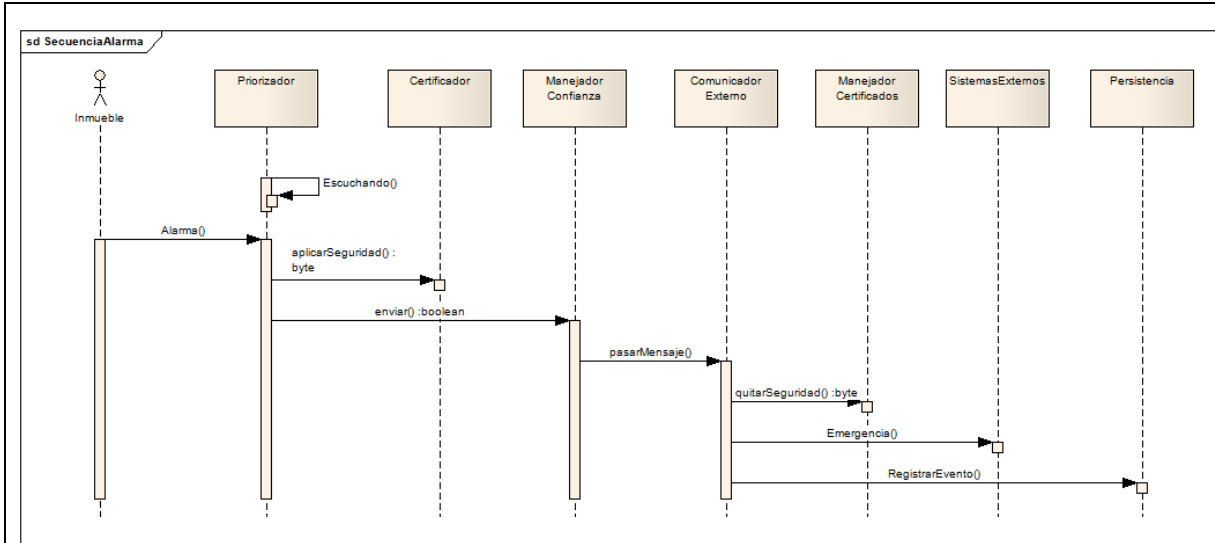 sd SecuenciaAlarma
Inmueble
Priorizador
Certificador
Manejador
Confianza
Comunicador
Externo
Manejador
Certificados
SistemasExternos
Persistencia
Escuchando()
Alarma()
aplicarSeguridad() :
byte
enviar() :boolean
pasarMensaje()
quitarSeguridad() :byte
Emergencia()
RegistrarEvento()